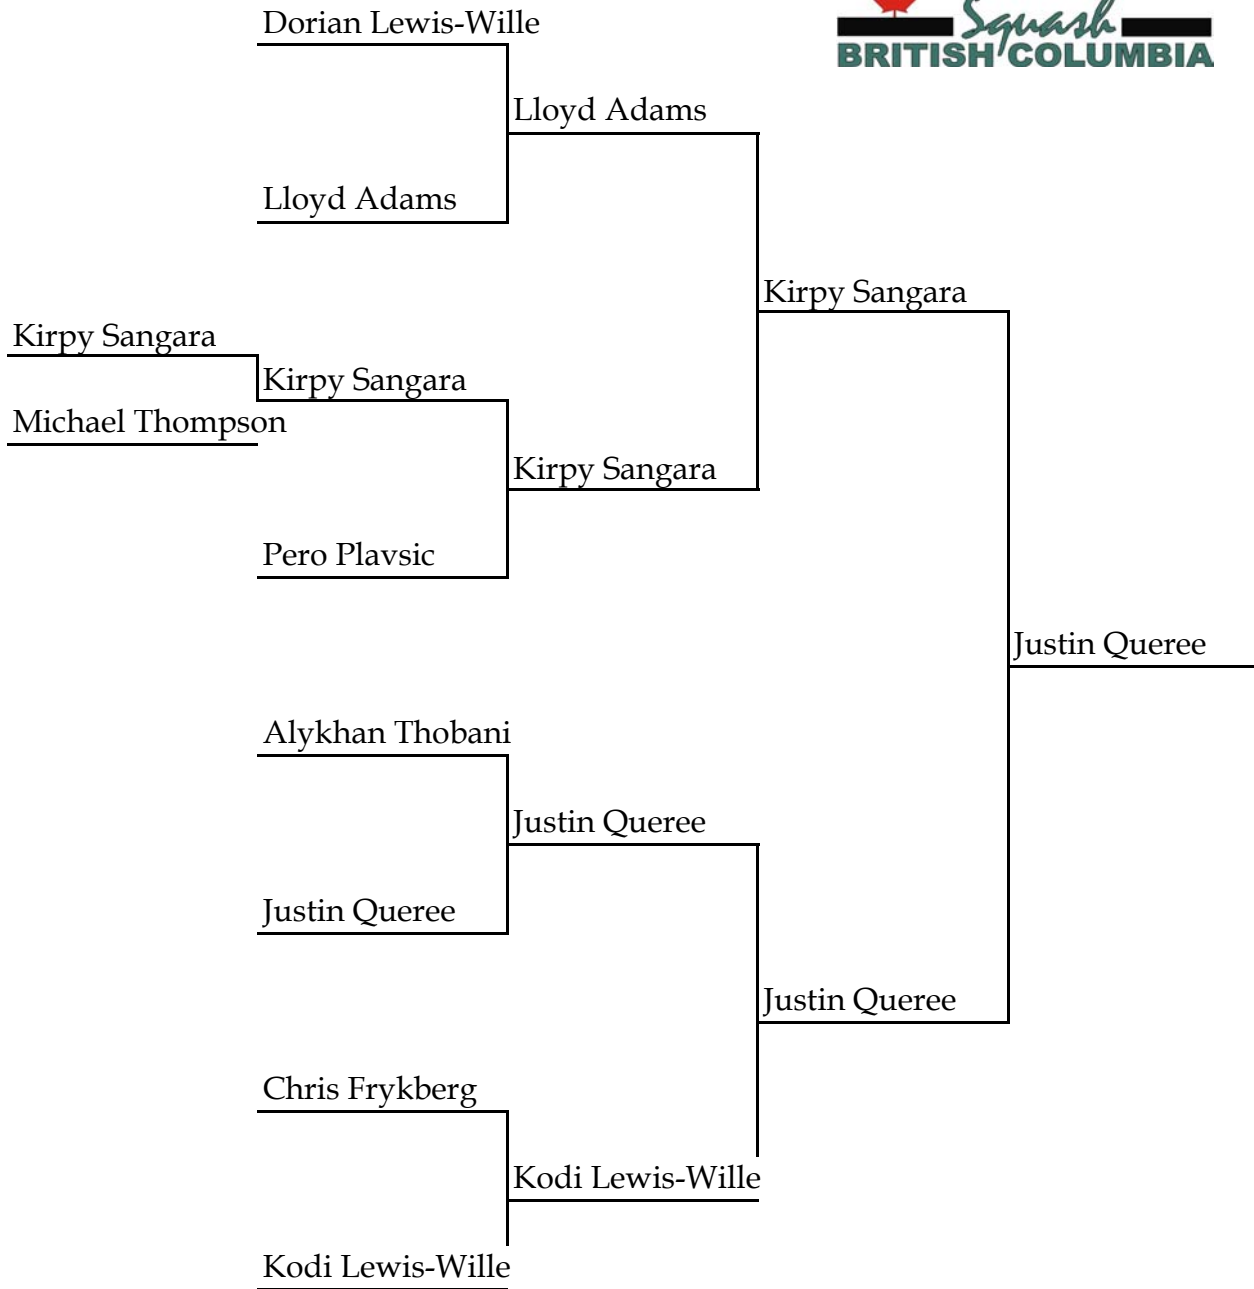 Dorian Lewis-Wille
Squash
BRITISH COLUMBIA
Lloyd Adams
Lloyd Adams
Kirpy Sangara
Kirpy Sangara
Kirpy Sangara
Michael Thompson
Kirpy Sangara
Pero Plavsic
Justin Queree
Alykhan Thobani
Justin Queree
Justin Queree
Justin Queree
Chris Frykberg
Kodi Lewis-Wille
Kodi Lewis-Wille